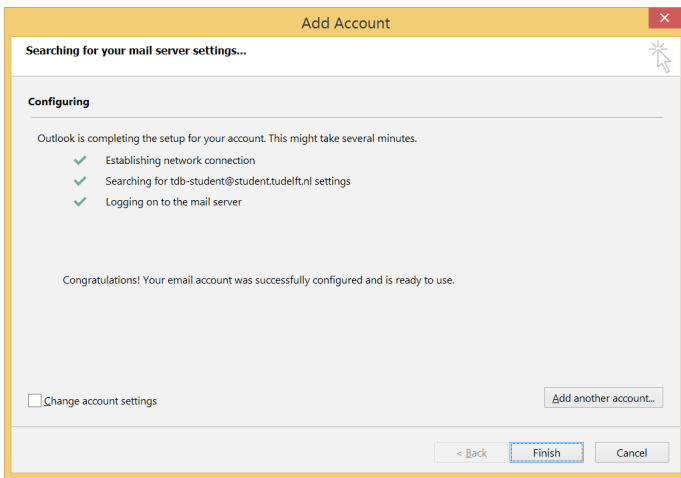 Add Account
Searching for your mail server settings...
Configuring
Outlook is completing the setup for your account. This might take several minutes.
Establishing network connection
Searching for tdb-student@student.tudelft.nl settings
Logging on to the mail server
Congratulations! Your email account was successfully configured and is ready to use.
Change account settings
Add another account...
< Back
Finish
Cancel